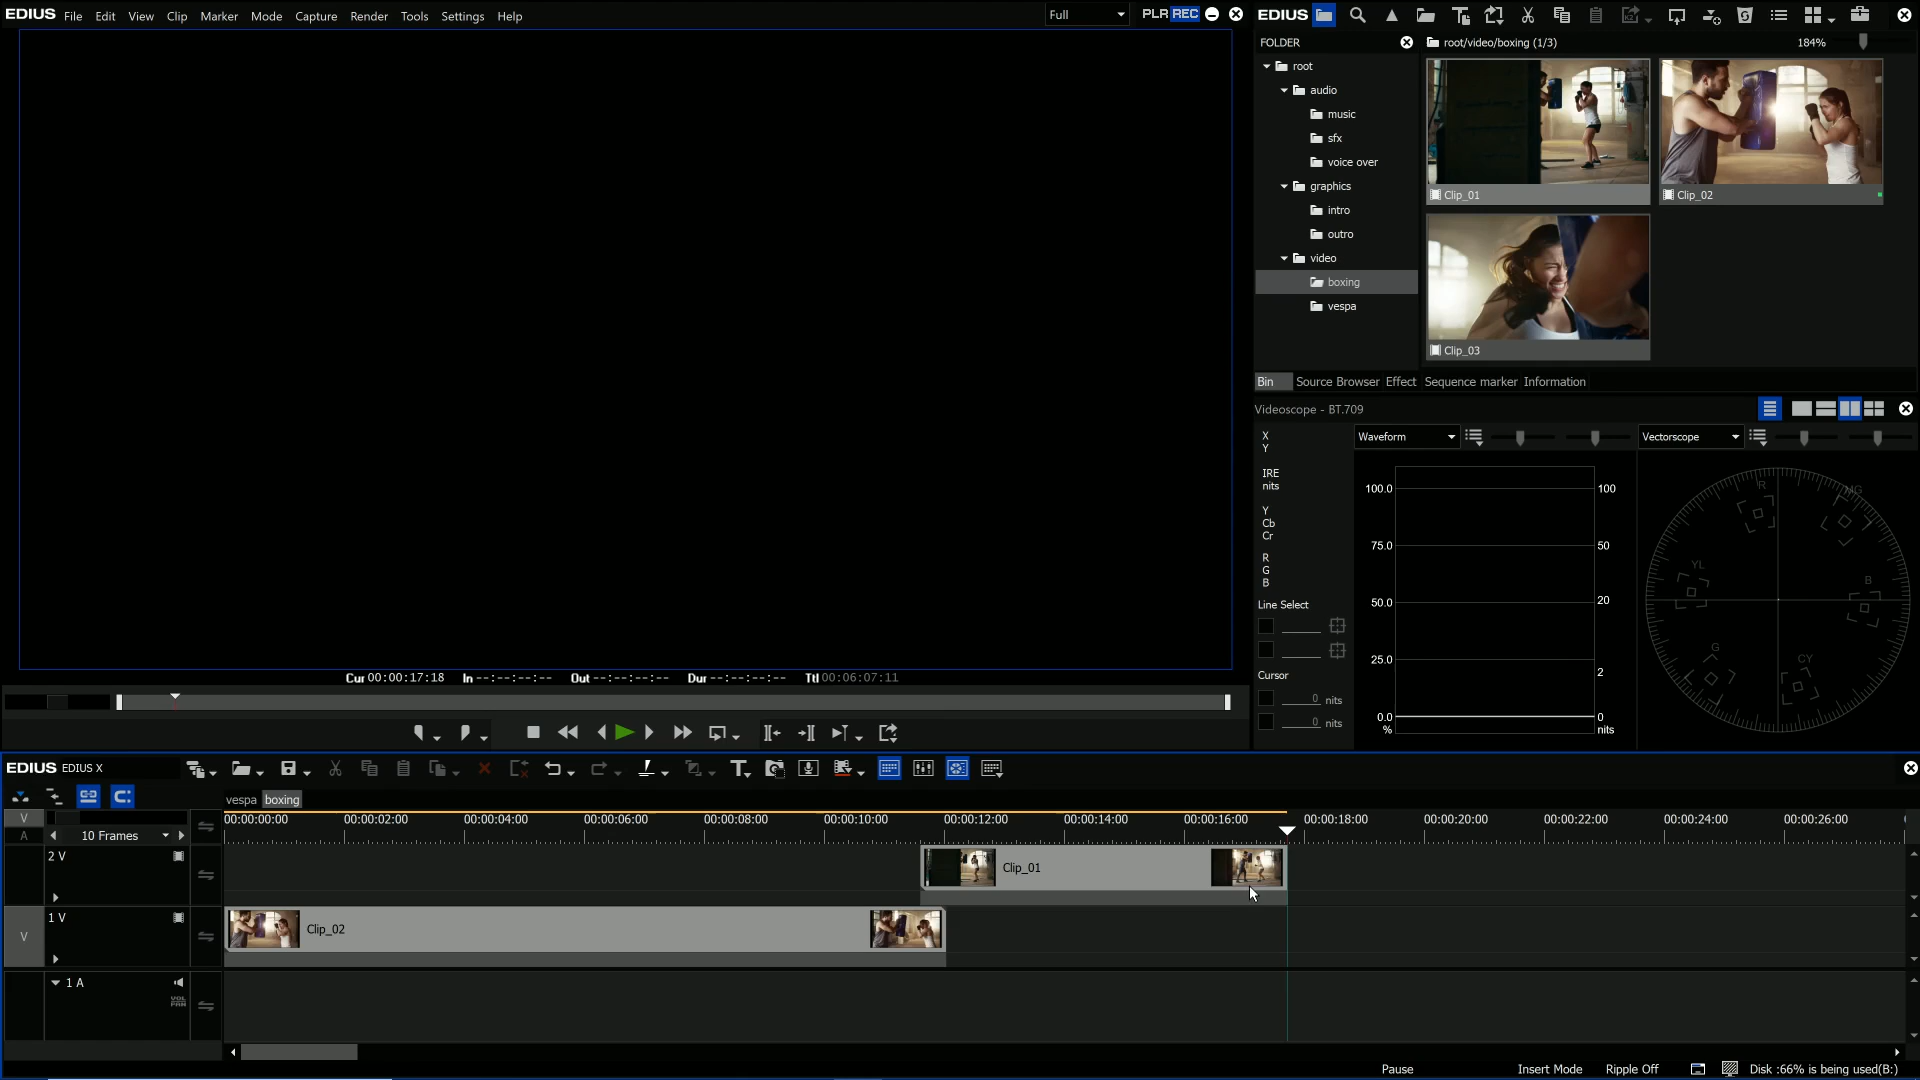 EDIUS File Edit View Clip Marker Mode Capture Render Tools Settings Help Full PLR REC
EDIUS
FOLDER
root/video/boxing (1/3)
184%
root
audio
music
sfx
voice over
graphics
intro
outro
video
boxing
vespa
Clip_01
Clip_02
Clip_03
Bin Source Browser Effect Sequence marker Information
Videoscope - BT.709
Waveform
Vectorscope
X
Y
IRE
nits
Y
Cb
Cr
R
G
B
Line Select
Cursor
0 nits
0 nits
100.0 100
75.0 50
50.0 20
25.0 2
0.0 0
% nits
R
MG
YL
B
G
CY
Cur 00:00:17:18 In --:--:--:-- Out --:--:--:-- Dur --:--:--:-- Ttl 00:06:07:11
EDIUS EDIUS X
vespa boxing
V
A
10 Frames
00:00:00:00 00:00:02:00 00:00:04:00 00:00:06:00 00:00:08:00 00:00:10:00 00:00:12:00 00:00:14:00 00:00:16:00 00:00:18:00 00:00:20:00 00:00:22:00 00:00:24:00 00:00:26:00
2 V
Clip_01
V
1 V
Clip_02
1 A
VOL
PAN
Pause Insert Mode Ripple Off Disk :66% is being used(B:)